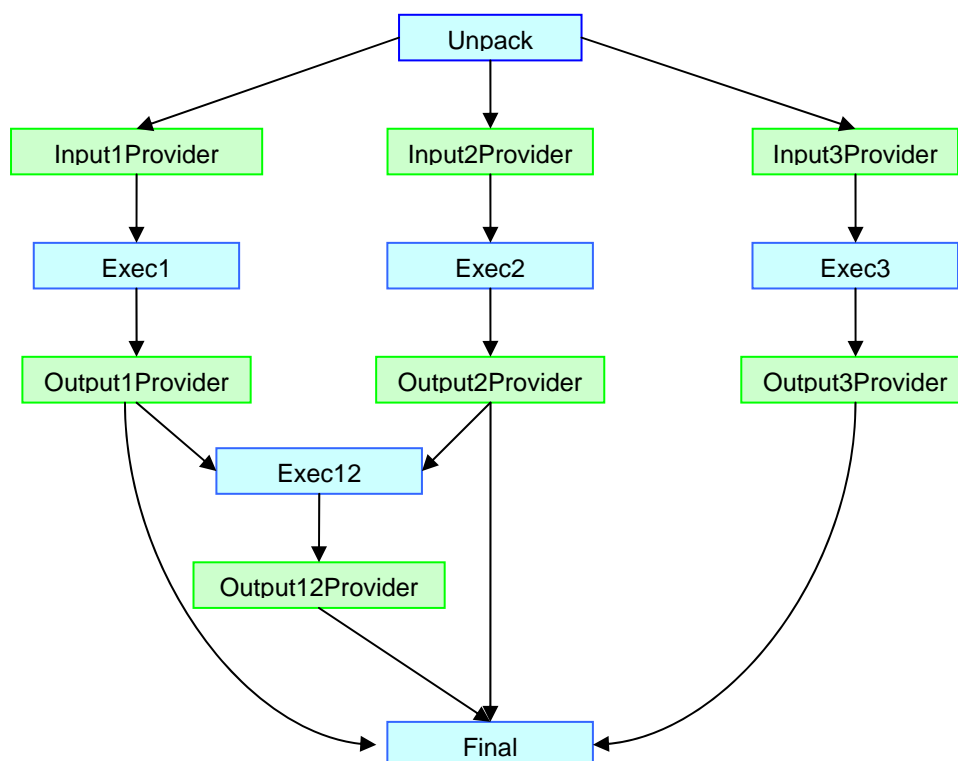 Unpack
Input1Provider
Input2Provider
Input3Provider
Exec1
Exec2
Exec3
Output1Provider
Output2Provider
Output3Provider
Exec12
Output12Provider
Final